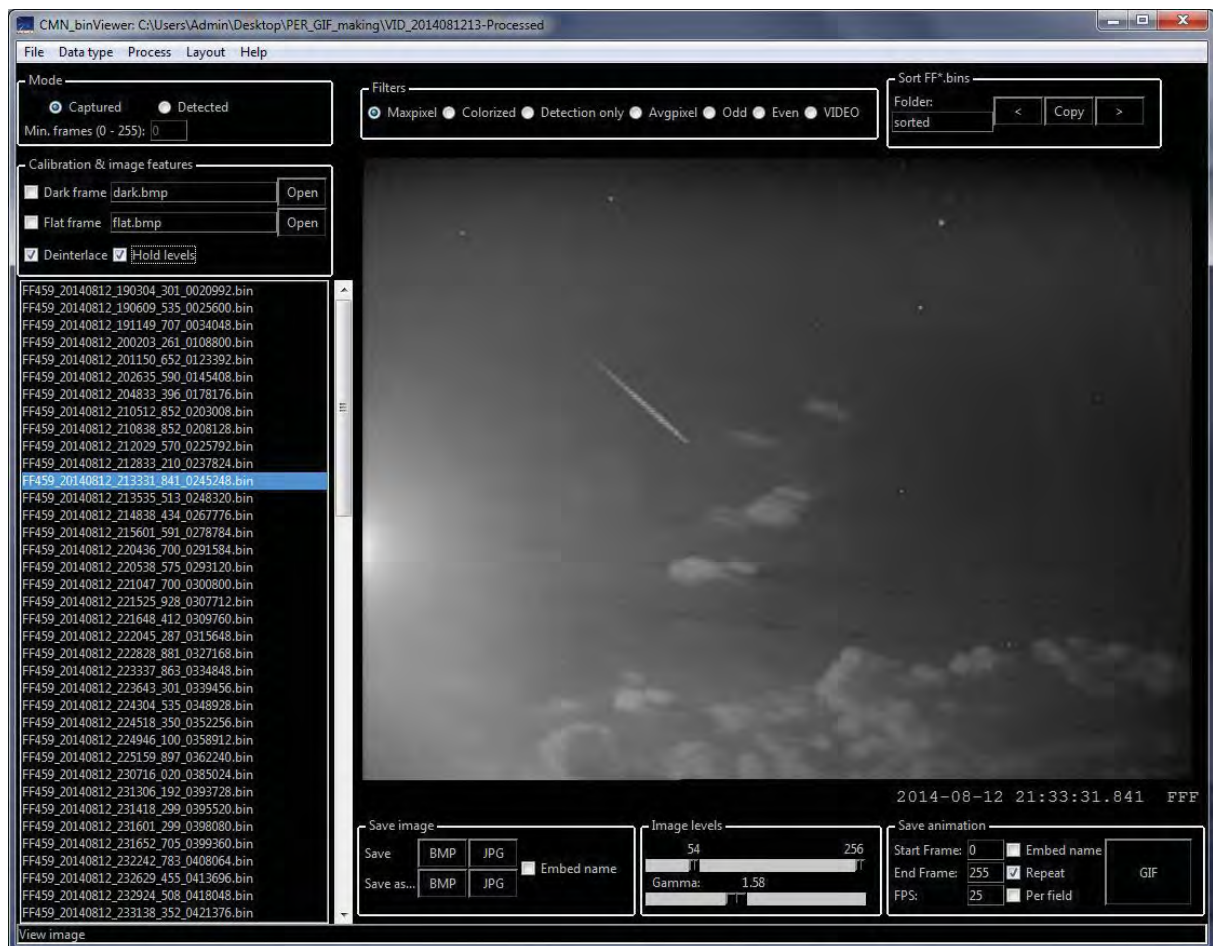 CMN_binViewer: C:\Users\Admin\Desktop\PER_GIF_making\VID_2014081213-Processed
File Data type Process Layout Help
Mode
Captured Detected
Min. frames (0 - 255): 0
Filters
Maxpixel Colorized Detection only Avgpixel Odd Even VIDEO
Sort FF*.bins
Folder:
sorted < Copy >
Calibration & image features
Dark frame dark.bmp Open
Flat frame flat.bmp Open
Deinterlace Hold levels
FF459_20140812_190304_301_0020992.bin
FF459_20140812_190609_535_0025600.bin
FF459_20140812_191149_707_0034048.bin
FF459_20140812_200203_261_0108800.bin
FF459_20140812_201150_652_0123392.bin
FF459_20140812_202635_590_0145408.bin
FF459_20140812_204833_396_0178176.bin
FF459_20140812_210512_852_0203008.bin
FF459_20140812_210838_852_0208128.bin
FF459_20140812_212029_570_0225792.bin
FF459_20140812_212833_210_0237824.bin
FF459_20140812_213331_841_0245248.bin
FF459_20140812_213535_513_0248320.bin
FF459_20140812_214838_434_0267776.bin
FF459_20140812_215601_591_0278784.bin
FF459_20140812_220436_700_0291584.bin
FF459_20140812_220538_575_0293120.bin
FF459_20140812_221047_700_0300800.bin
FF459_20140812_221525_928_0307712.bin
FF459_20140812_221648_412_0309760.bin
FF459_20140812_222045_287_0315648.bin
FF459_20140812_222828_881_0327168.bin
FF459_20140812_223337_863_0334848.bin
FF459_20140812_223643_301_0339456.bin
FF459_20140812_224304_535_0348928.bin
FF459_20140812_224518_350_0352256.bin
FF459_20140812_224946_100_0358912.bin
FF459_20140812_225159_897_0362240.bin
FF459_20140812_230716_020_0385024.bin
FF459_20140812_231306_192_0393728.bin
FF459_20140812_231418_299_0395520.bin
FF459_20140812_231601_299_0398080.bin
FF459_20140812_231652_705_0399360.bin
FF459_20140812_232242_783_0408064.bin
FF459_20140812_232629_455_0413696.bin
FF459_20140812_232924_508_0418048.bin
FF459_20140812_233138_352_0421376.bin
2014-08-12 21:33:31.841 FFF
Save image
Save BMP JPG
Save as... BMP JPG
Embed name
Image levels
54 256
Gamma: 1.58
Save animation
Start Frame: 0 Embed name
End Frame: 255 Repeat
FPS: 25 Per field
GIF
View image